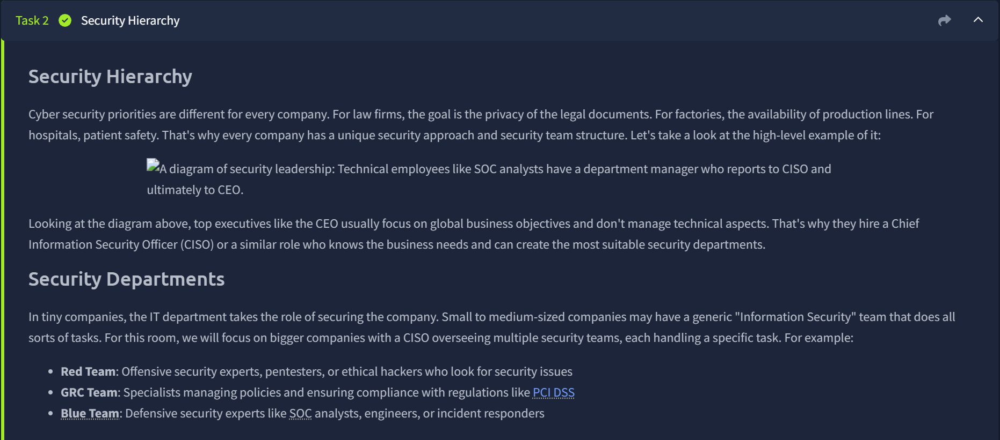 Task 2 Security Hierarchy
Security Hierarchy
Cyber security priorities are different for every company. For law firms, the goal is the privacy of the legal documents. For factories, the availability of production lines. For
hospitals, patient safety. That's why every company has a unique security approach and security team structure. Let's take a look at the high-level example of it:
A diagram of security leadership: Technical employees like SOC analysts have a department manager who reports to CISO and
ultimately to CEO.
Looking at the diagram above, top executives like the CEO usually focus on global business objectives and don't manage technical aspects. That's why they hire a Chief
Information Security Officer (CISO) or a similar role who knows the business needs and can create the most suitable security departments.
Security Departments
In tiny companies, the IT department takes the role of securing the company. Small to medium-sized companies may have a generic "Information Security" team that does all
sorts of tasks. For this room, we will focus on bigger companies with a CISO overseeing multiple security teams, each handling a specific task. For example:
• Red Team: Offensive security experts, pentesters, or ethical hackers who look for security issues
• GRC Team: Specialists managing policies and ensuring compliance with regulations like PCI DSS
• Blue Team: Defensive security experts like SOC analysts, engineers, or incident responders